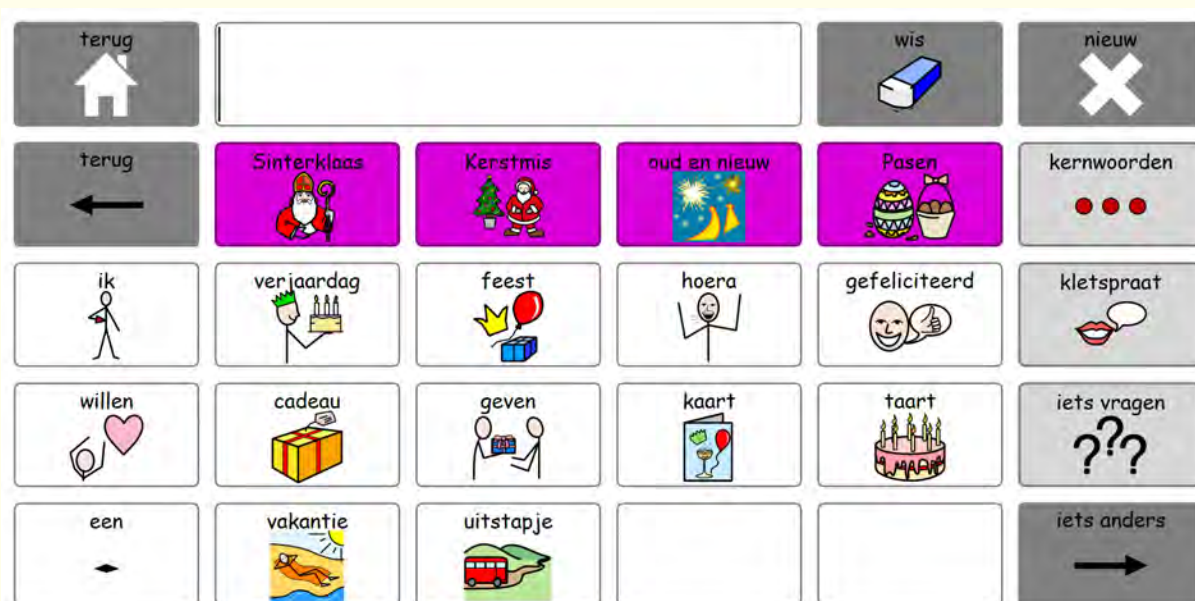 terug
wis
nieuw
terug
Sinterklaas
Kerstmis
oud en nieuw
Pasen
kernwoorden
ik
verjaardag
feest
hoera
gefeliciteerd
kletspraat
willen
cadeau
geven
kaart
taart
iets vragen
???
een
vakantie
uitstapje
iets anders